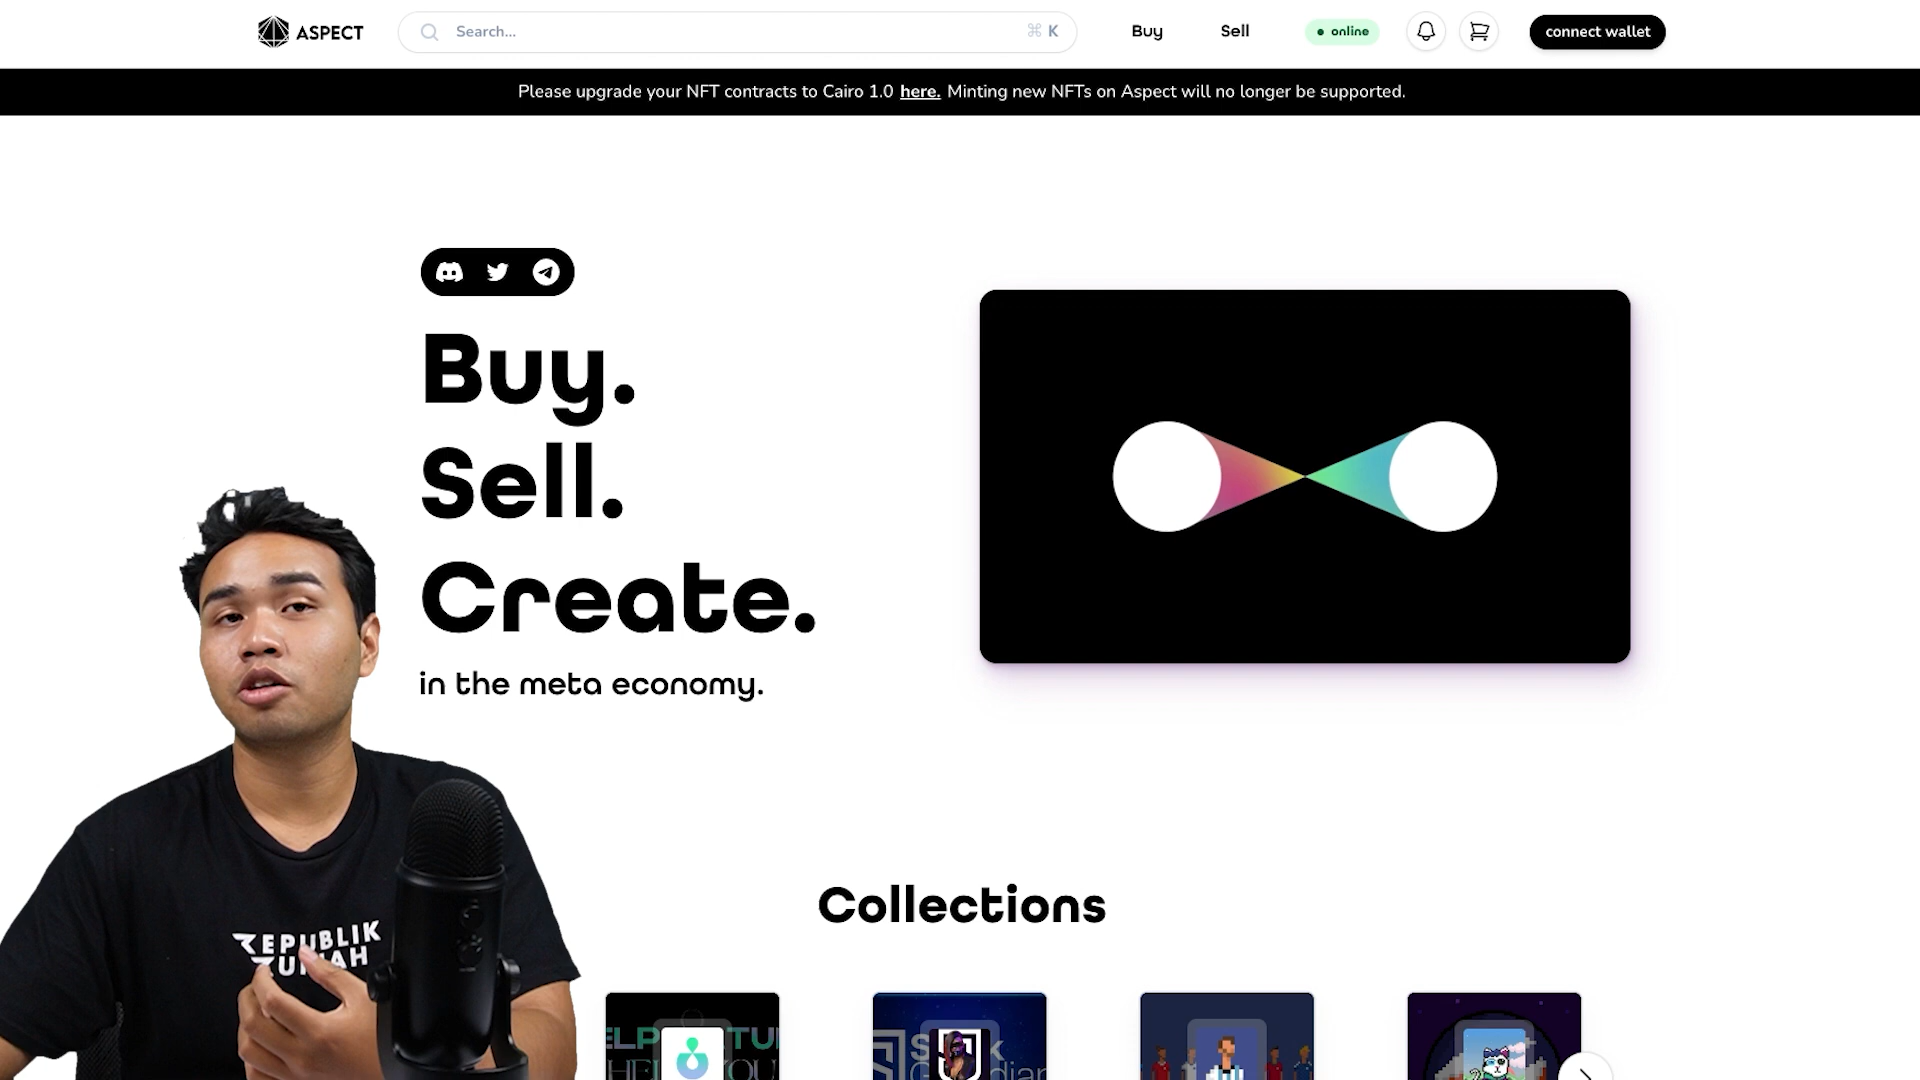 ASPECT
Search...
⌘ K
Buy
Sell
online
connect wallet
Please upgrade your NFT contracts to Cairo 1.0 here. Minting new NFTs on Aspect will no longer be supported.
Buy.
Sell.
Create.
in the meta economy.
REPUBLIK
Collections